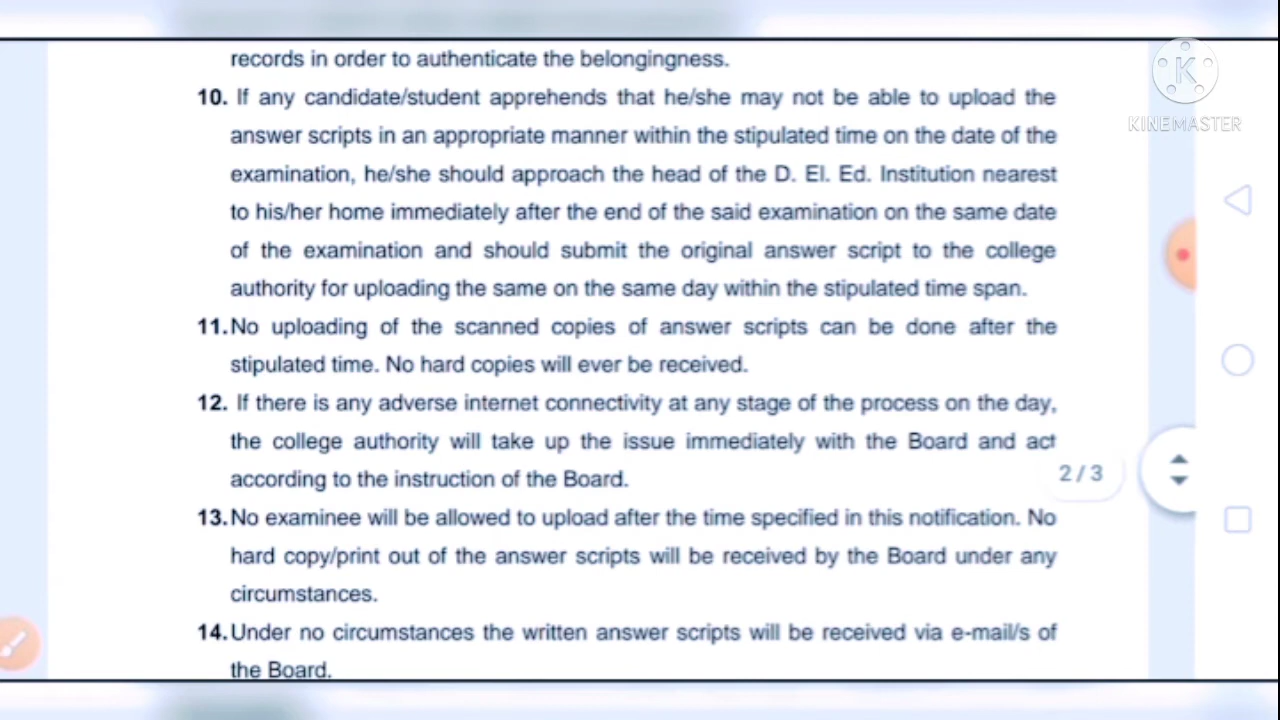 records in order to authenticate the belongingness.
10. If any candidate/student apprehends that he/she may not be able to upload the
answer scripts in an appropriate manner within the stipulated time on the date of the
examination, he/she should approach the head of the D. El. Ed. Institution nearest
to his/her home immediately after the end of the said examination on the same date
of the examination and should submit the original answer script to the college
authority for uploading the same on the same day within the stipulated time span.
11. No uploading of the scanned copies of answer scripts can be done after the
stipulated time. No hard copies will ever be received.
12. If there is any adverse internet connectivity at any stage of the process on the day,
the college authority will take up the issue immediately with the Board and act
according to the instruction of the Board.
13. No examinee will be allowed to upload after the time specified in this notification. No
hard copy/print out of the answer scripts will be received by the Board under any
circumstances.
14. Under no circumstances the written answer scripts will be received via e-mail/s of
the Board.
2 / 3
K
KINEMASTER